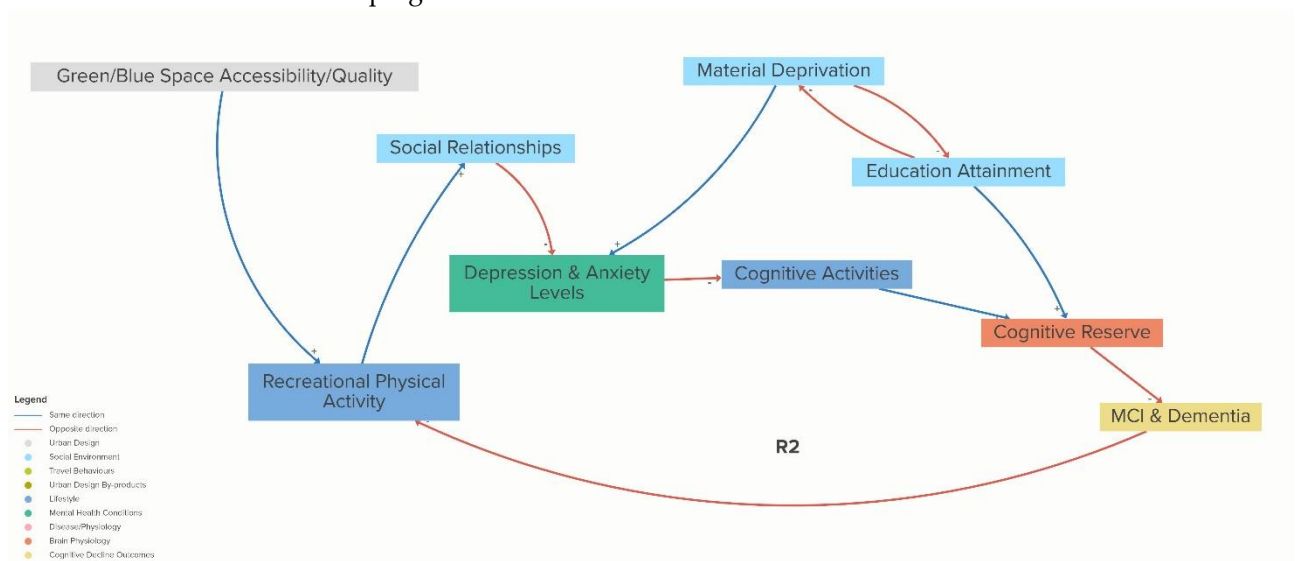 Green/Blue Space Accessibility/Quality
Material Deprivation
-
Social Relationships
+
-
Education Attainment
-
+
Depression & Anxiety
Levels
-
Cognitive Activities
+
Cognitive Reserve
+
Recreational Physical
Activity
-
-
MCI & Dementia
R2
Legend
Same direction
Opposite direction
Urban Design
Social Environment
Travel Behaviours
Urban Design By-products
Lifestyle
Mental Health Conditions
Disease/Physiology
Brain Physiology
Cognitive Decline Outcomes